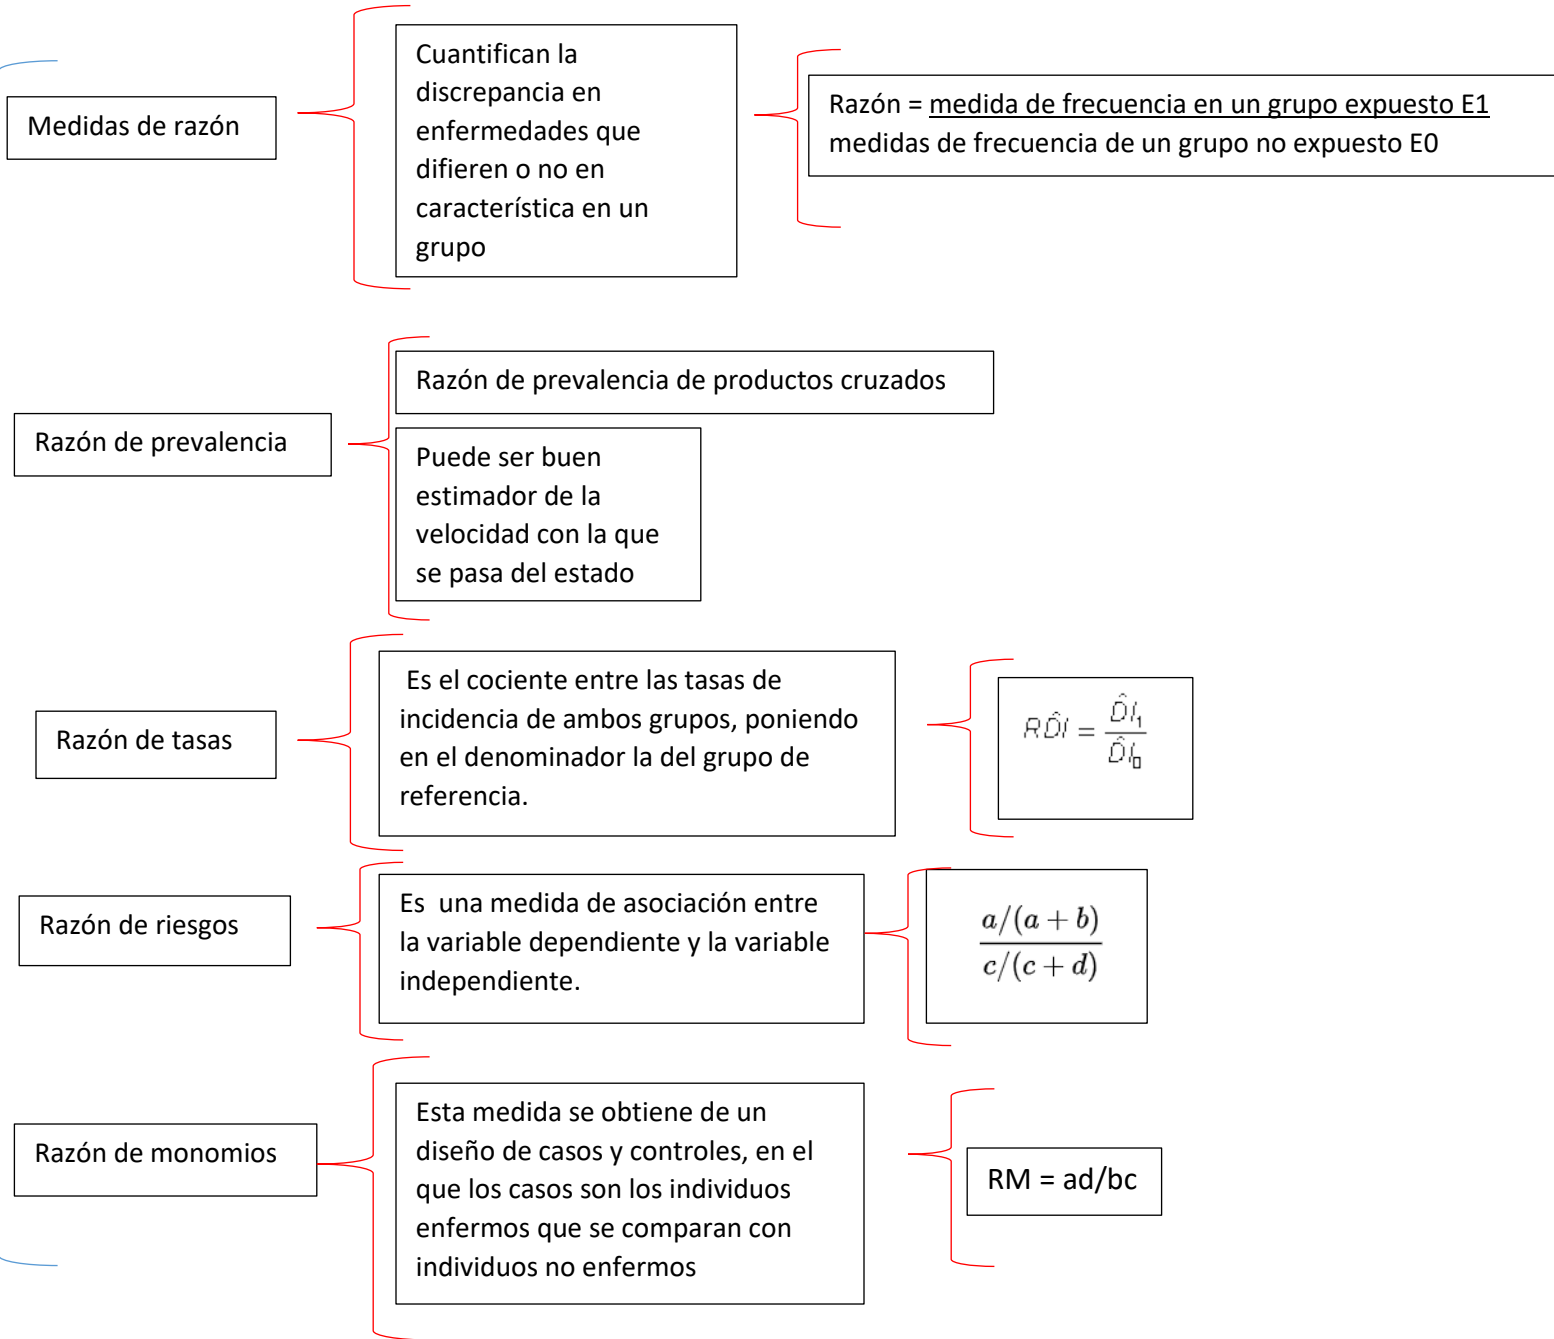 Medidas de razón
Cuantifican la
discrepancia en
enfermedades que
difieren o no en
característica en un
grupo
Razón = medida de frecuencia en un grupo expuesto E1
medidas de frecuencia de un grupo no expuesto E0
Razón de prevalencia
Razón de prevalencia de productos cruzados
Puede ser buen
estimador de la
velocidad con la que
se pasa del estado
Razón de tasas
Es el cociente entre las tasas de
incidencia de ambos grupos, poniendo
en el denominador la del grupo de
referencia.
RD̂I = D̂I₁ / D̂I₀
Razón de riesgos
Es una medida de asociación entre
la variable dependiente y la variable
independiente.
a/(a + b)
c/(c + d)
Razón de monomios
Esta medida se obtiene de un
diseño de casos y controles, en el
que los casos son los individuos
enfermos que se comparan con
individuos no enfermos
RM = ad/bc